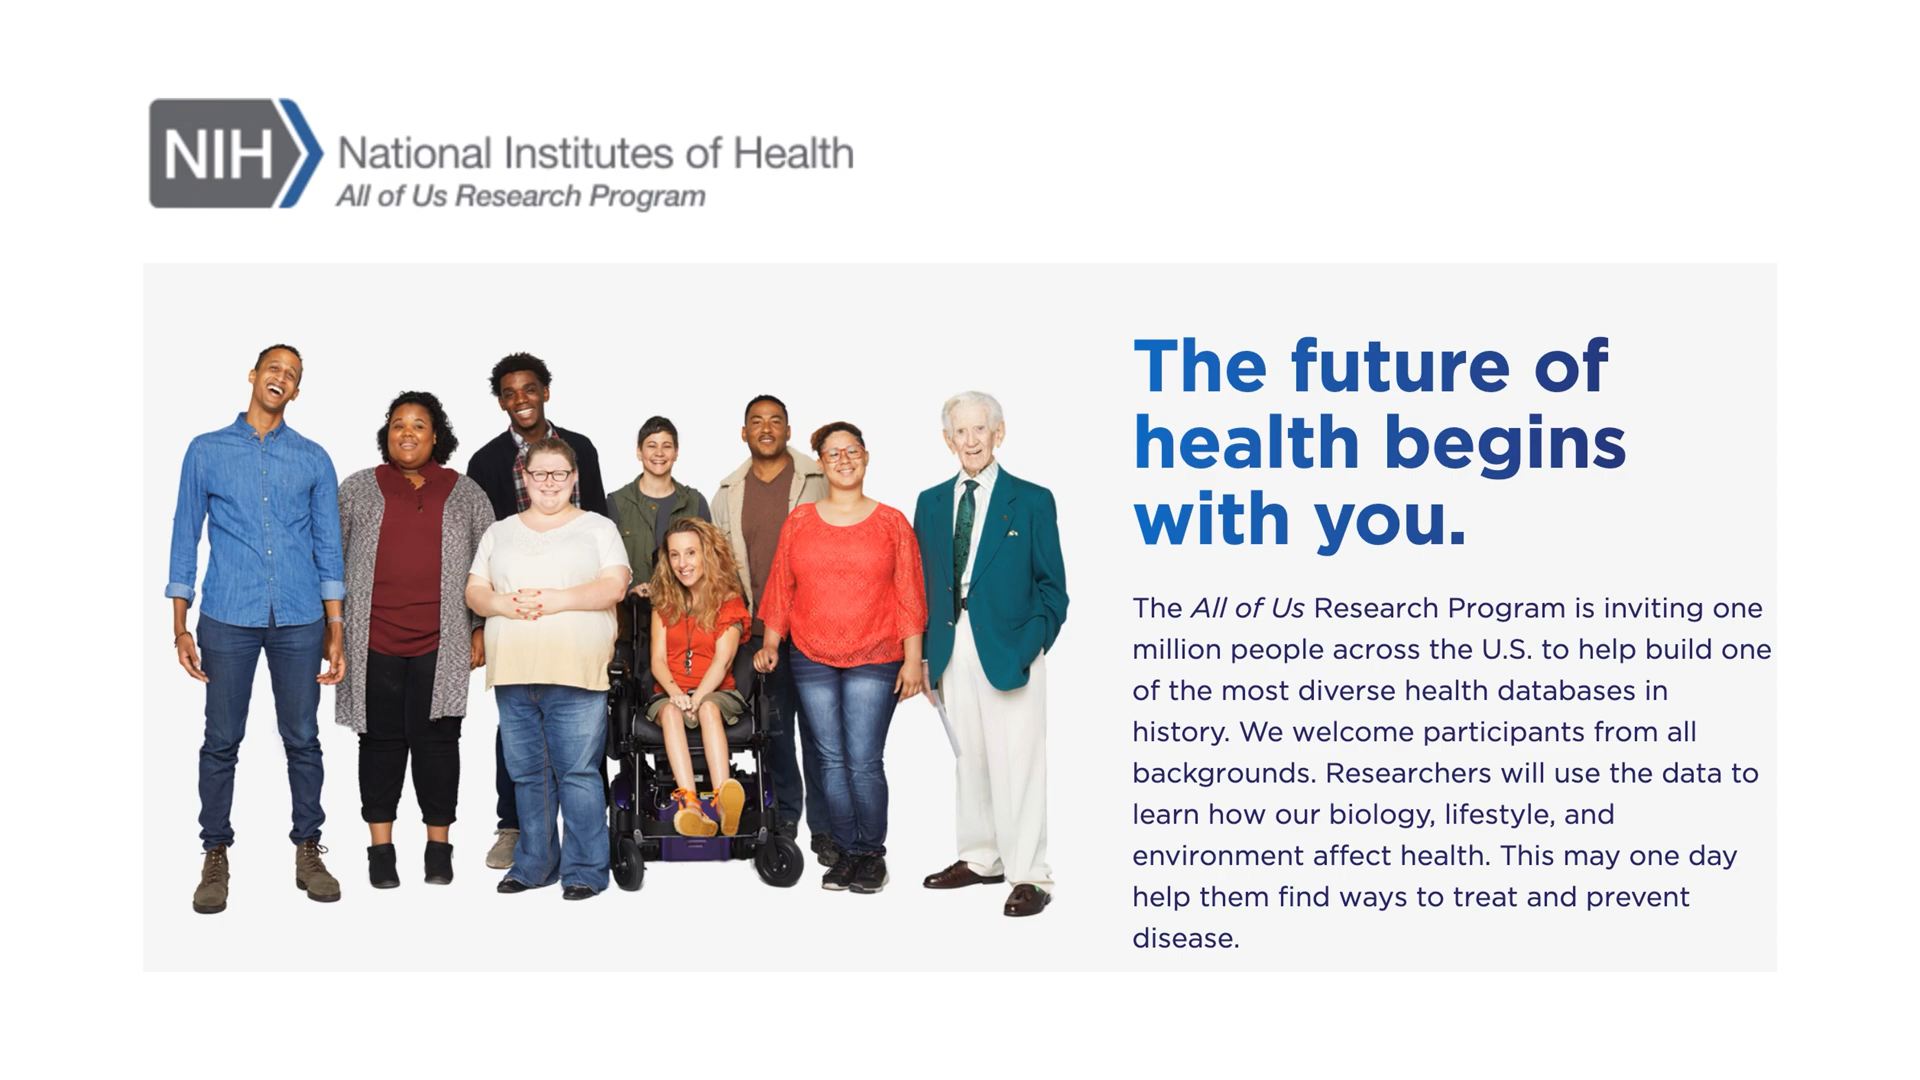 NIH
National Institutes of Health
All of Us Research Program
The future of
health begins
with you.
The All of Us Research Program is inviting one
million people across the U.S. to help build one
of the most diverse health databases in
history. We welcome participants from all
backgrounds. Researchers will use the data to
learn how our biology, lifestyle, and
environment affect health. This may one day
help them find ways to treat and prevent
disease.